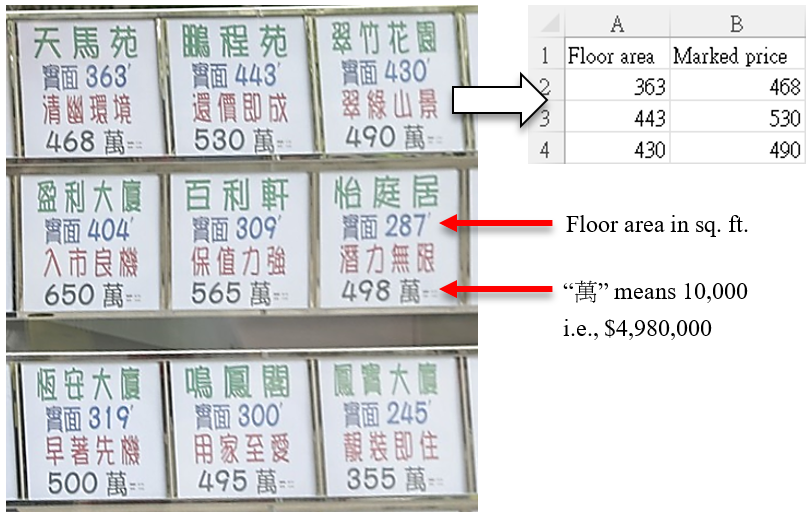 天馬苑
實面 363'
清幽環境
468 萬
鵬程苑
實面 443'
還價即成
530 萬
翠竹花園
實面 430'
翠綠山景
490 萬
盈利大廈
實面 404'
入市良機
650 萬
百利軒
實面 309'
保值力強
565 萬
怡庭居
實面 287'
潛力無限
498 萬
恆安大廈
實面 319'
早著先機
500 萬
鳴鳳閣
實面 300'
用家至愛
495 萬
鳳寶大廈
實面 245'
靚裝即住
355 萬
A B
1 Floor area Marked price
2 363 468
3 443 530
4 430 490
Floor area in sq. ft.
“萬” means 10,000
i.e., $4,980,000